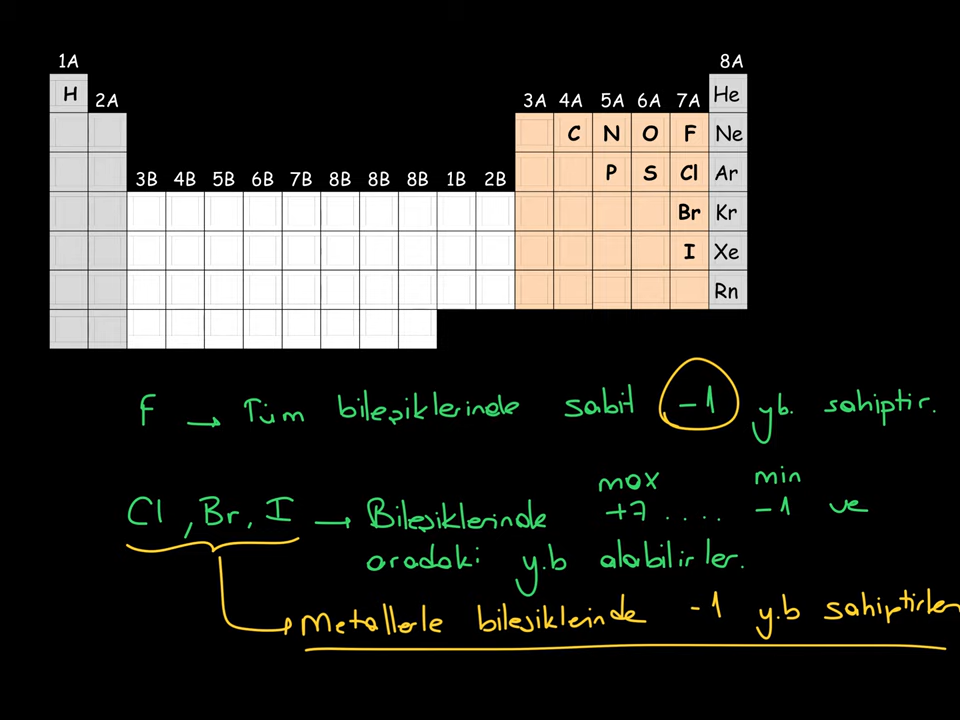 1A 8A
H 2A 3A 4A 5A 6A 7A He
C N O F Ne
3B 4B 5B 6B 7B 8B 8B 8B 1B 2B P S Cl Ar
Br Kr
I Xe
Rn
F → Tüm bileşiklerinde sabit -1 yb. sahiptir.
max min
Cl, Br, I → Bileşiklerinde +7 .... -1 ve
aradaki y.b alabilirler.
Metallerle bileşiklerinde -1 y.b sahiptirler